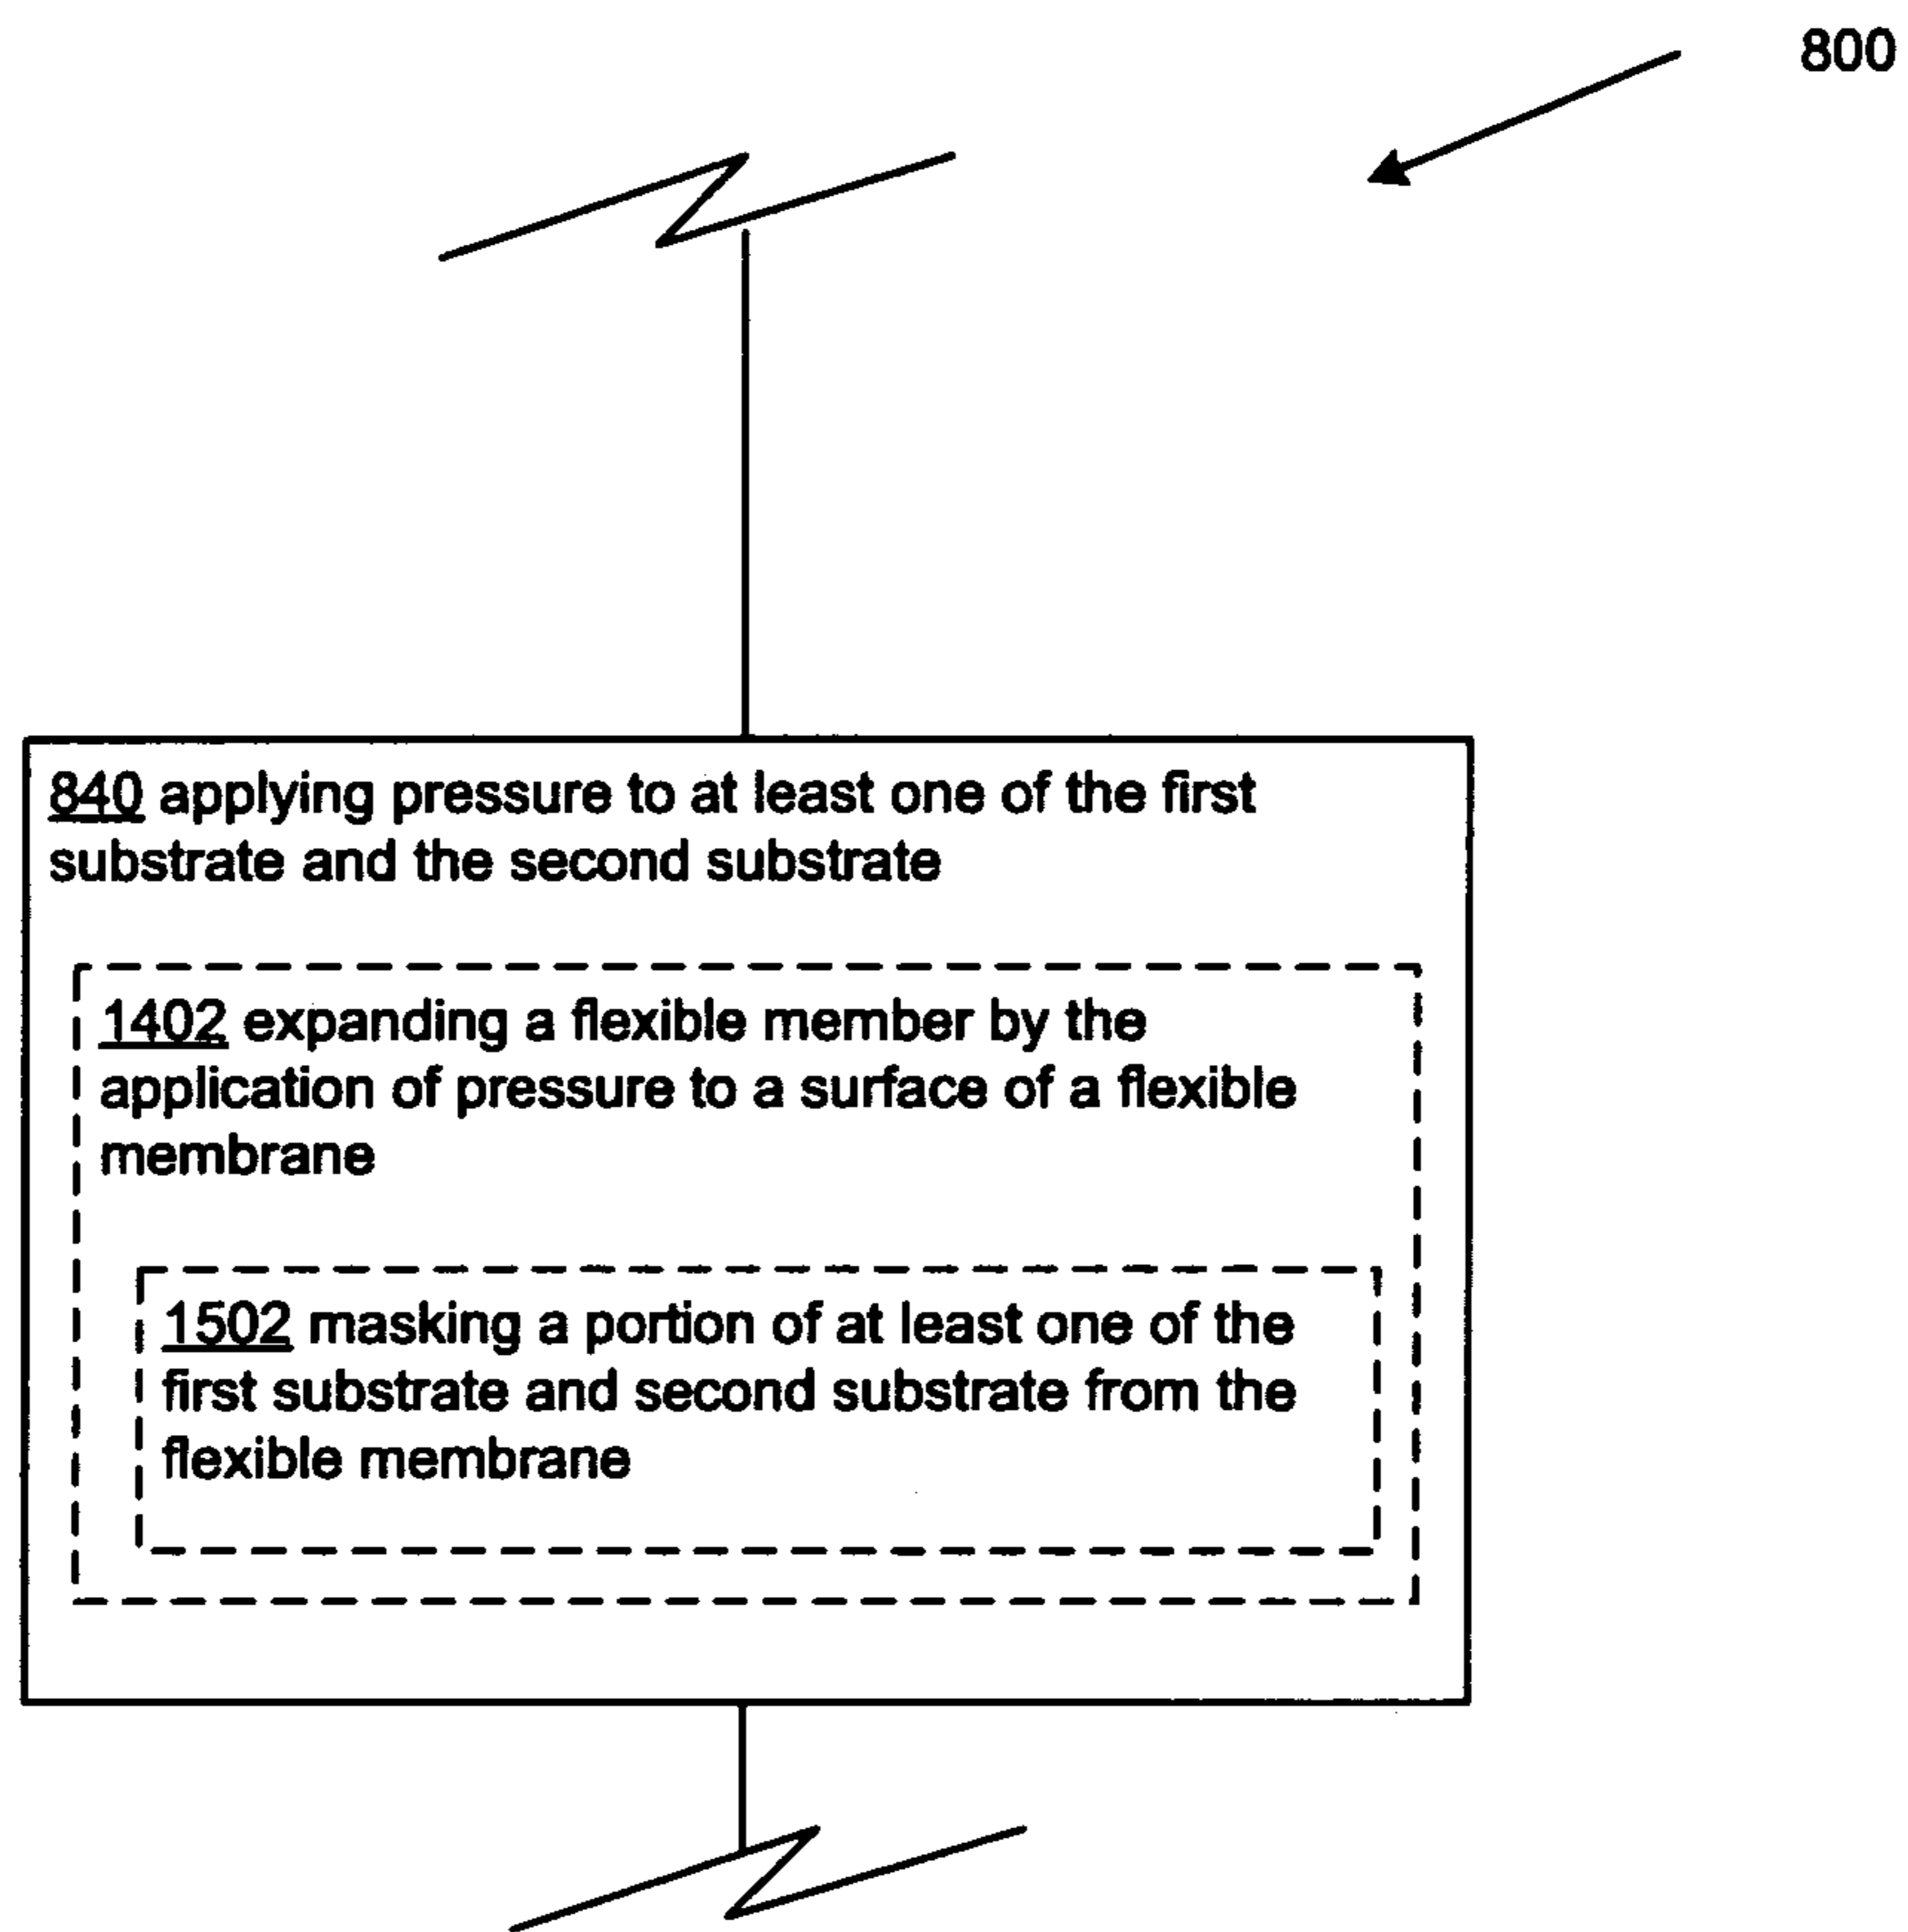 800
840 applying pressure to at least one of the first
substrate and the second substrate
1402 expanding a flexible member by the
application of pressure to a surface of a flexible
membrane
1502 masking a portion of at least one of the
first substrate and second substrate from the
flexible membrane